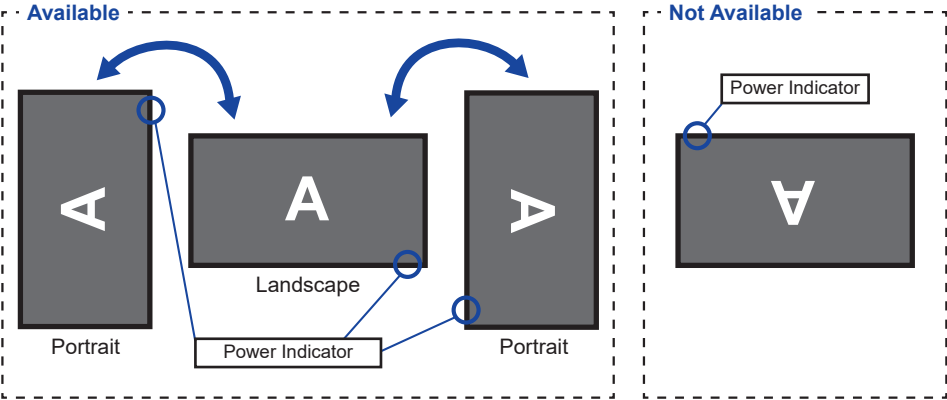 Available
Not Available
Power Indicator
A
A
A
A
Landscape
Portrait
Power Indicator
Portrait